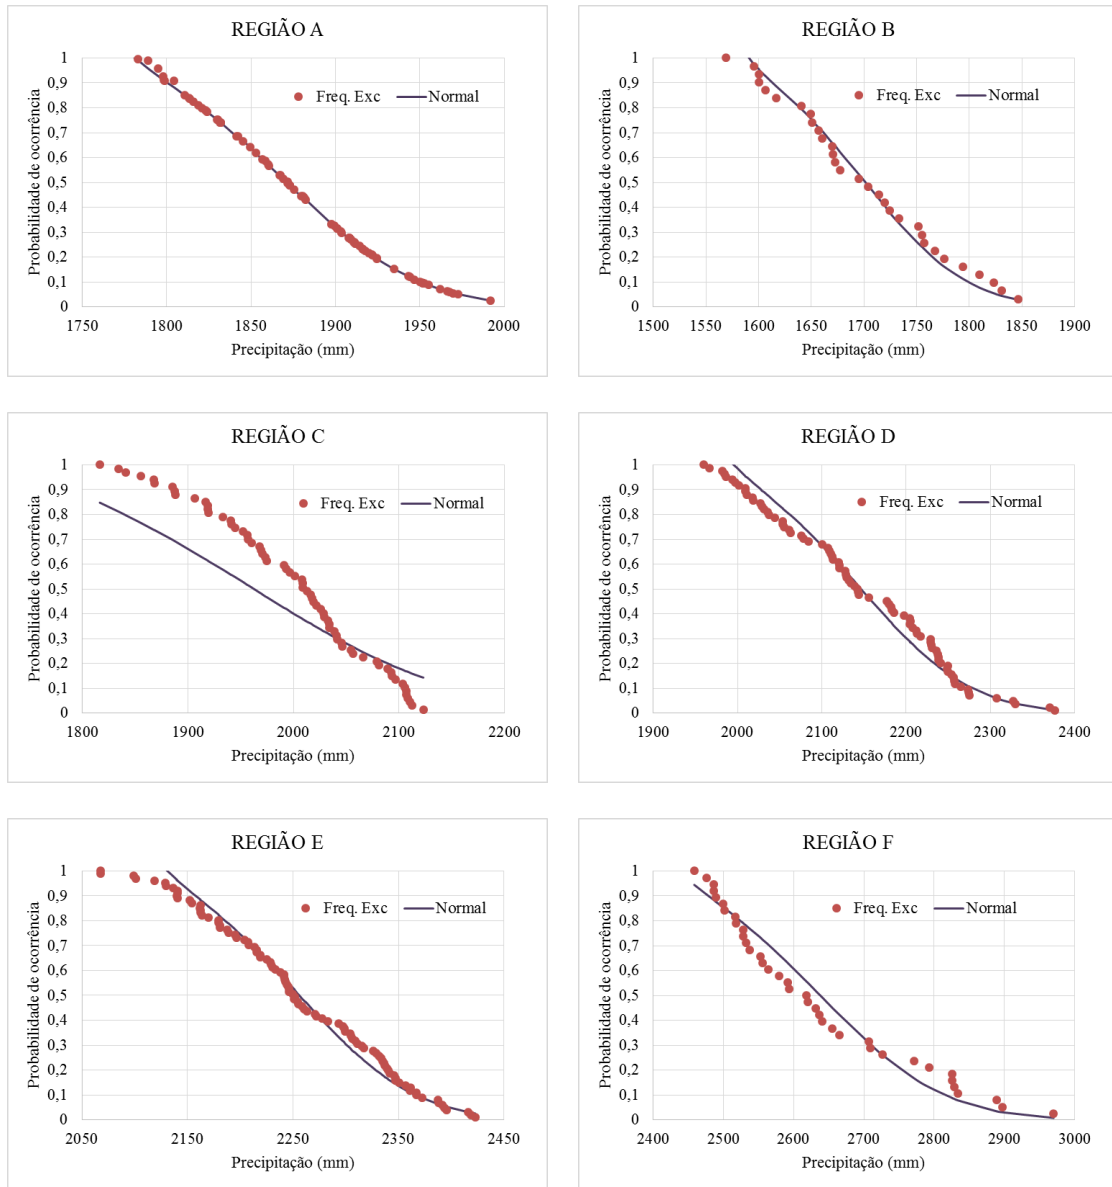 REGIÃO A
Probabilidade de ocorrência
1
0,9
0,8
0,7
0,6
0,5
0,4
0,3
0,2
0,1
0
Freq. Exc Normal
1750 1800 1850 1900 1950 2000
Precipitação (mm)
REGIÃO B
Probabilidade de ocorrência
1
0,9
0,8
0,7
0,6
0,5
0,4
0,3
0,2
0,1
0
Freq. Exc Normal
1500 1550 1600 1650 1700 1750 1800 1850 1900
Precipitação (mm)
REGIÃO C
Probabilidade de ocorrência
1
0,9
0,8
0,7
0,6
0,5
0,4
0,3
0,2
0,1
0
Freq. Exc Normal
1800 1900 2000 2100 2200
Precipitação (mm)
REGIÃO D
Probabilidade de ocorrência
1
0,9
0,8
0,7
0,6
0,5
0,4
0,3
0,2
0,1
0
Freq. Exc Normal
1900 2000 2100 2200 2300 2400
Precipitação (mm)
REGIÃO E
Probabilidade de ocorrência
1
0,9
0,8
0,7
0,6
0,5
0,4
0,3
0,2
0,1
0
Freq. Exc Normal
2050 2150 2250 2350 2450
Precipitação (mm)
REGIÃO F
Probabilidade de ocorrência
1
0,9
0,8
0,7
0,6
0,5
0,4
0,3
0,2
0,1
0
Freq. Exc Normal
2400 2500 2600 2700 2800 2900 3000
Precipitação (mm)